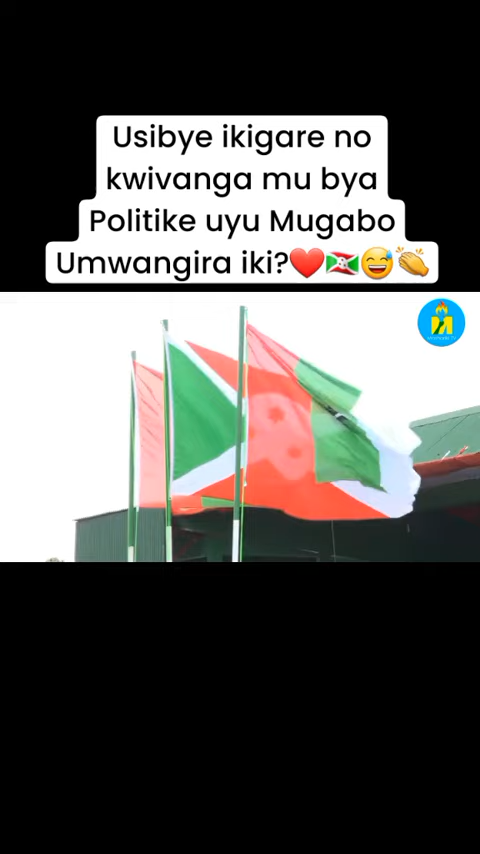 Usibye ikigare no
kwivanga mu bya
Politike uyu Mugabo
Umwangira iki?❤️🇧🇮😅👏